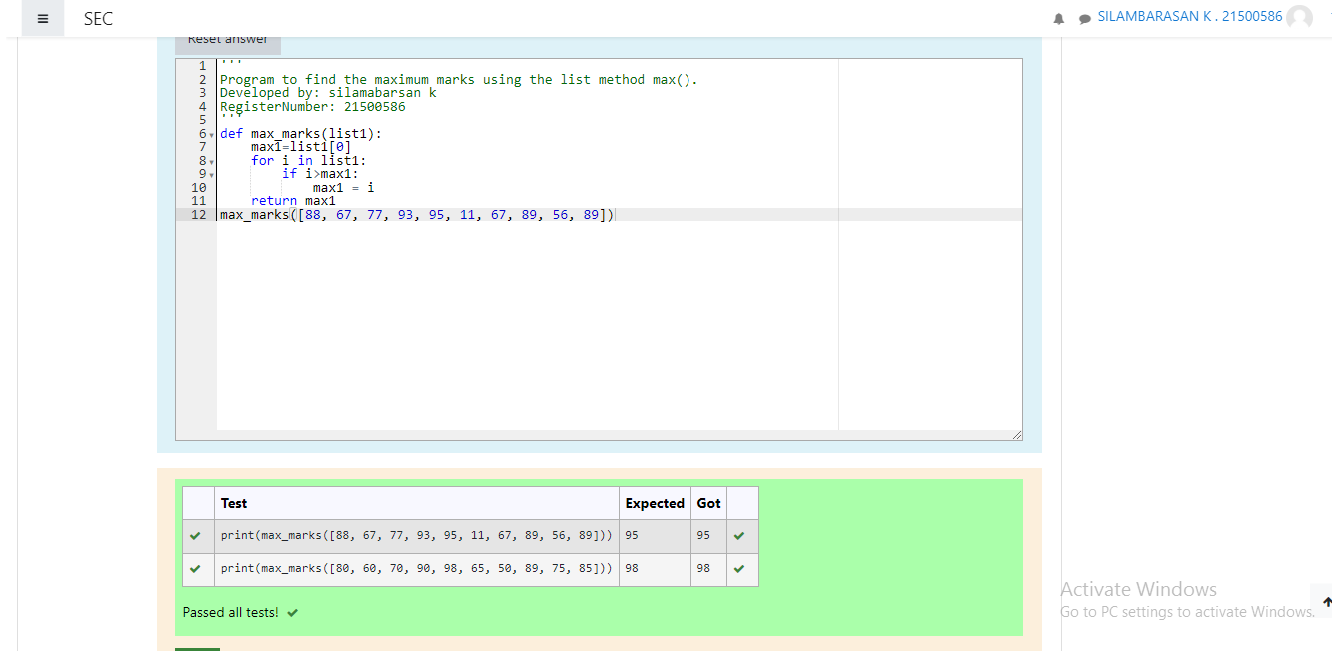 SEC
SILAMBARASAN K . 21500586
Reset answer
1 '''
2 Program to find the maximum marks using the list method max().
3 Developed by: silamabarsan k
4 RegisterNumber: 21500586
5 '''
6 def max_marks(list1):
7     max1=list1[0]
8     for i in list1:
9         if i>max1:
10             max1 = i
11     return max1
12 max_marks([88, 67, 77, 93, 95, 11, 67, 89, 56, 89])
Test Expected Got
print(max_marks([88, 67, 77, 93, 95, 11, 67, 89, 56, 89])) 95 95
print(max_marks([80, 60, 70, 90, 98, 65, 50, 89, 75, 85])) 98 98
Passed all tests!
Activate Windows
Go to PC settings to activate Windows.